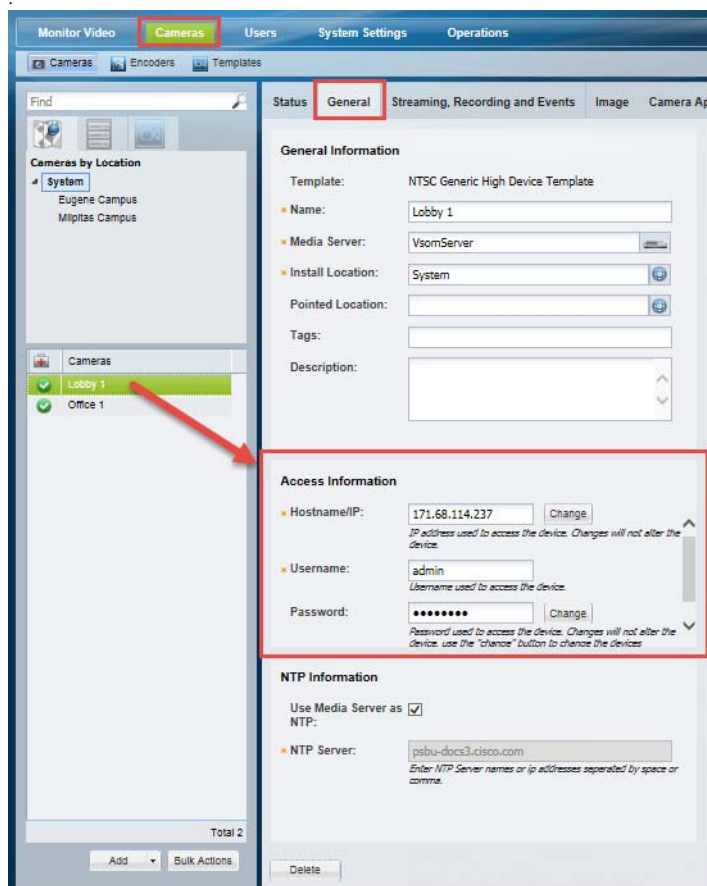 .
Monitor Video Cameras Users System Settings Operations
Cameras Encoders Templates
Find
Cameras by Location
System
Eugene Campus
Milpitas Campus
Cameras
Lobby 1
Office 1
Total 2
Add Bulk Actions
Status General Streaming, Recording and Events Image Camera Ap
General Information
Template: NTSC Generic High Device Template
Name: Lobby 1
Media Server: VsomServer
Install Location: System
Pointed Location:
Tags:
Description:
Access Information
Hostname/IP: 171.68.114.237 Change
IP address used to access the device. Changes will not alter the
device.
Username: admin
Username used to access the device.
Password: •••••••• Change
Password used to access the device. Changes will not alter the
device, use the "change" button to change the devices
NTP Information
Use Media Server as
NTP:
NTP Server: psbu-docs3.cisco.com
Enter NTP Server names or ip addresses seperated by space or
comma.
Delete